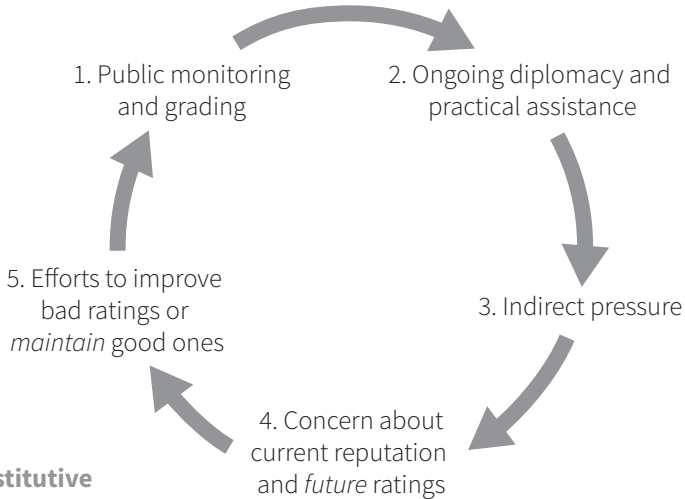 1. Public monitoring
and grading
2. Ongoing diplomacy and
practical assistance
3. Indirect pressure
4. Concern about
current reputation
and future ratings
5. Efforts to improve
bad ratings or
maintain good ones
stitutive